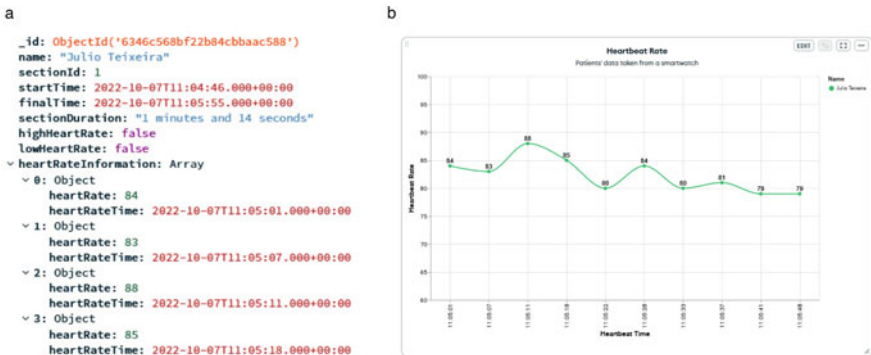 a
_id: ObjectId('6346c568bf22b84cbbaac588')
name: "Julio Teixeira"
sectionId: 1
startTime: 2022-10-07T11:04:46.000+00:00
finalTime: 2022-10-07T11:05:55.000+00:00
sectionDuration: "1 minutes and 14 seconds"
highHeartRate: false
lowHeartRate: false
heartRateInformation: Array
0: Object
heartRate: 84
heartRateTime: 2022-10-07T11:05:01.000+00:00
1: Object
heartRate: 83
heartRateTime: 2022-10-07T11:05:07.000+00:00
2: Object
heartRate: 88
heartRateTime: 2022-10-07T11:05:11.000+00:00
3: Object
heartRate: 85
heartRateTime: 2022-10-07T11:05:18.000+00:00
b
Heartbeat Rate
Patients' data taken from a smartwatch
EDIT
Name
Julio Teixeira
Heartbeat Rate
100
95
90
85
80
75
70
65
60
84
83
88
85
80
84
80
81
79
79
11:05:01
11:05:07
11:05:11
11:05:18
11:05:22
11:05:33
11:05:37
11:05:41
Heartbeat Time